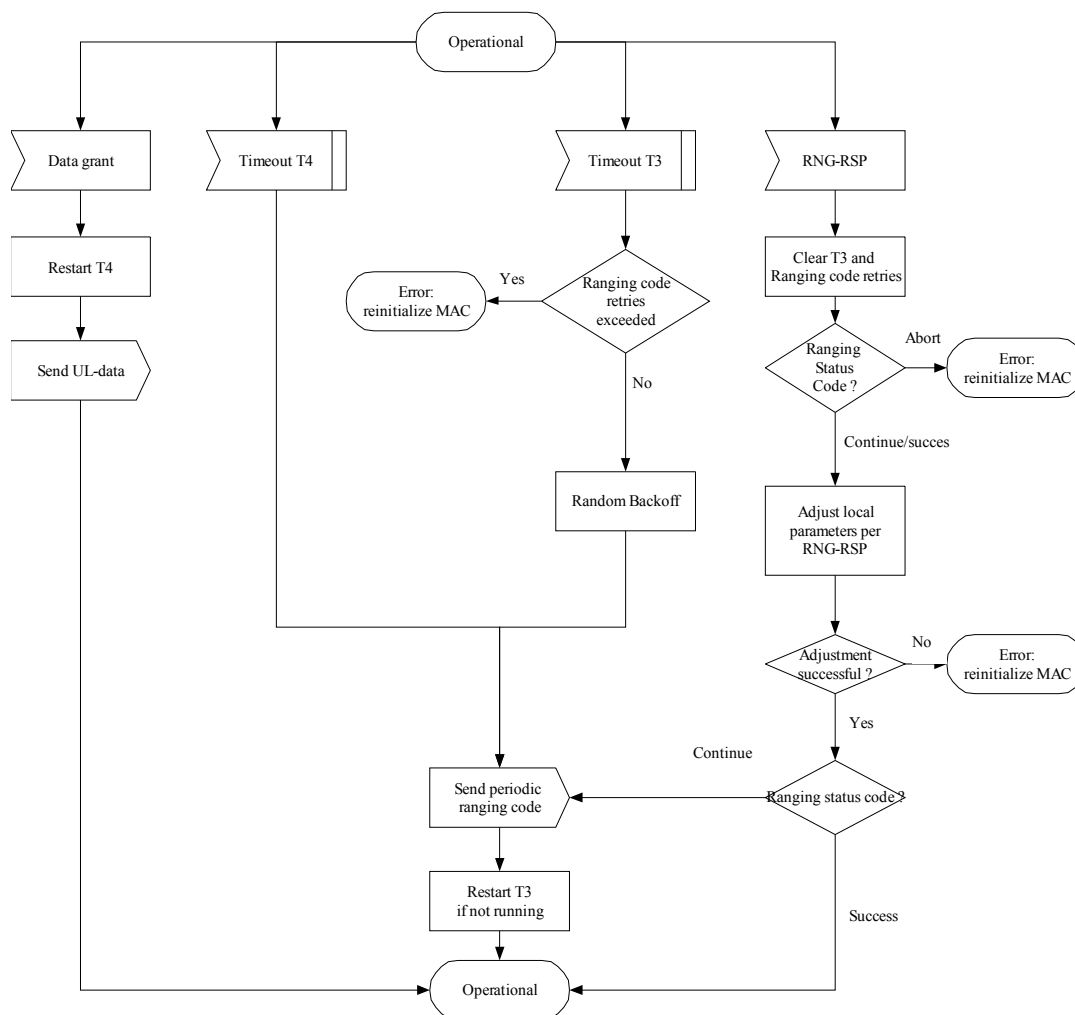 Operational
Data grant
Timeout T4
Timeout T3
RNG-RSP
Restart T4
Clear T3 and
Ranging code retries
Yes
Error:
reinitialize MAC
Ranging code
retries
exceeded
Send UL-data
Ranging
Status
Code ?
Abort
Error:
reinitialize MAC
No
Continue/succes
Random Backoff
Adjust local
parameters per
RNG-RSP
Adjustment
successful ?
No
Error:
reinitialize MAC
Yes
Continue
Send periodic
ranging code
Ranging status code ?
Restart T3
if not running
Success
Operational